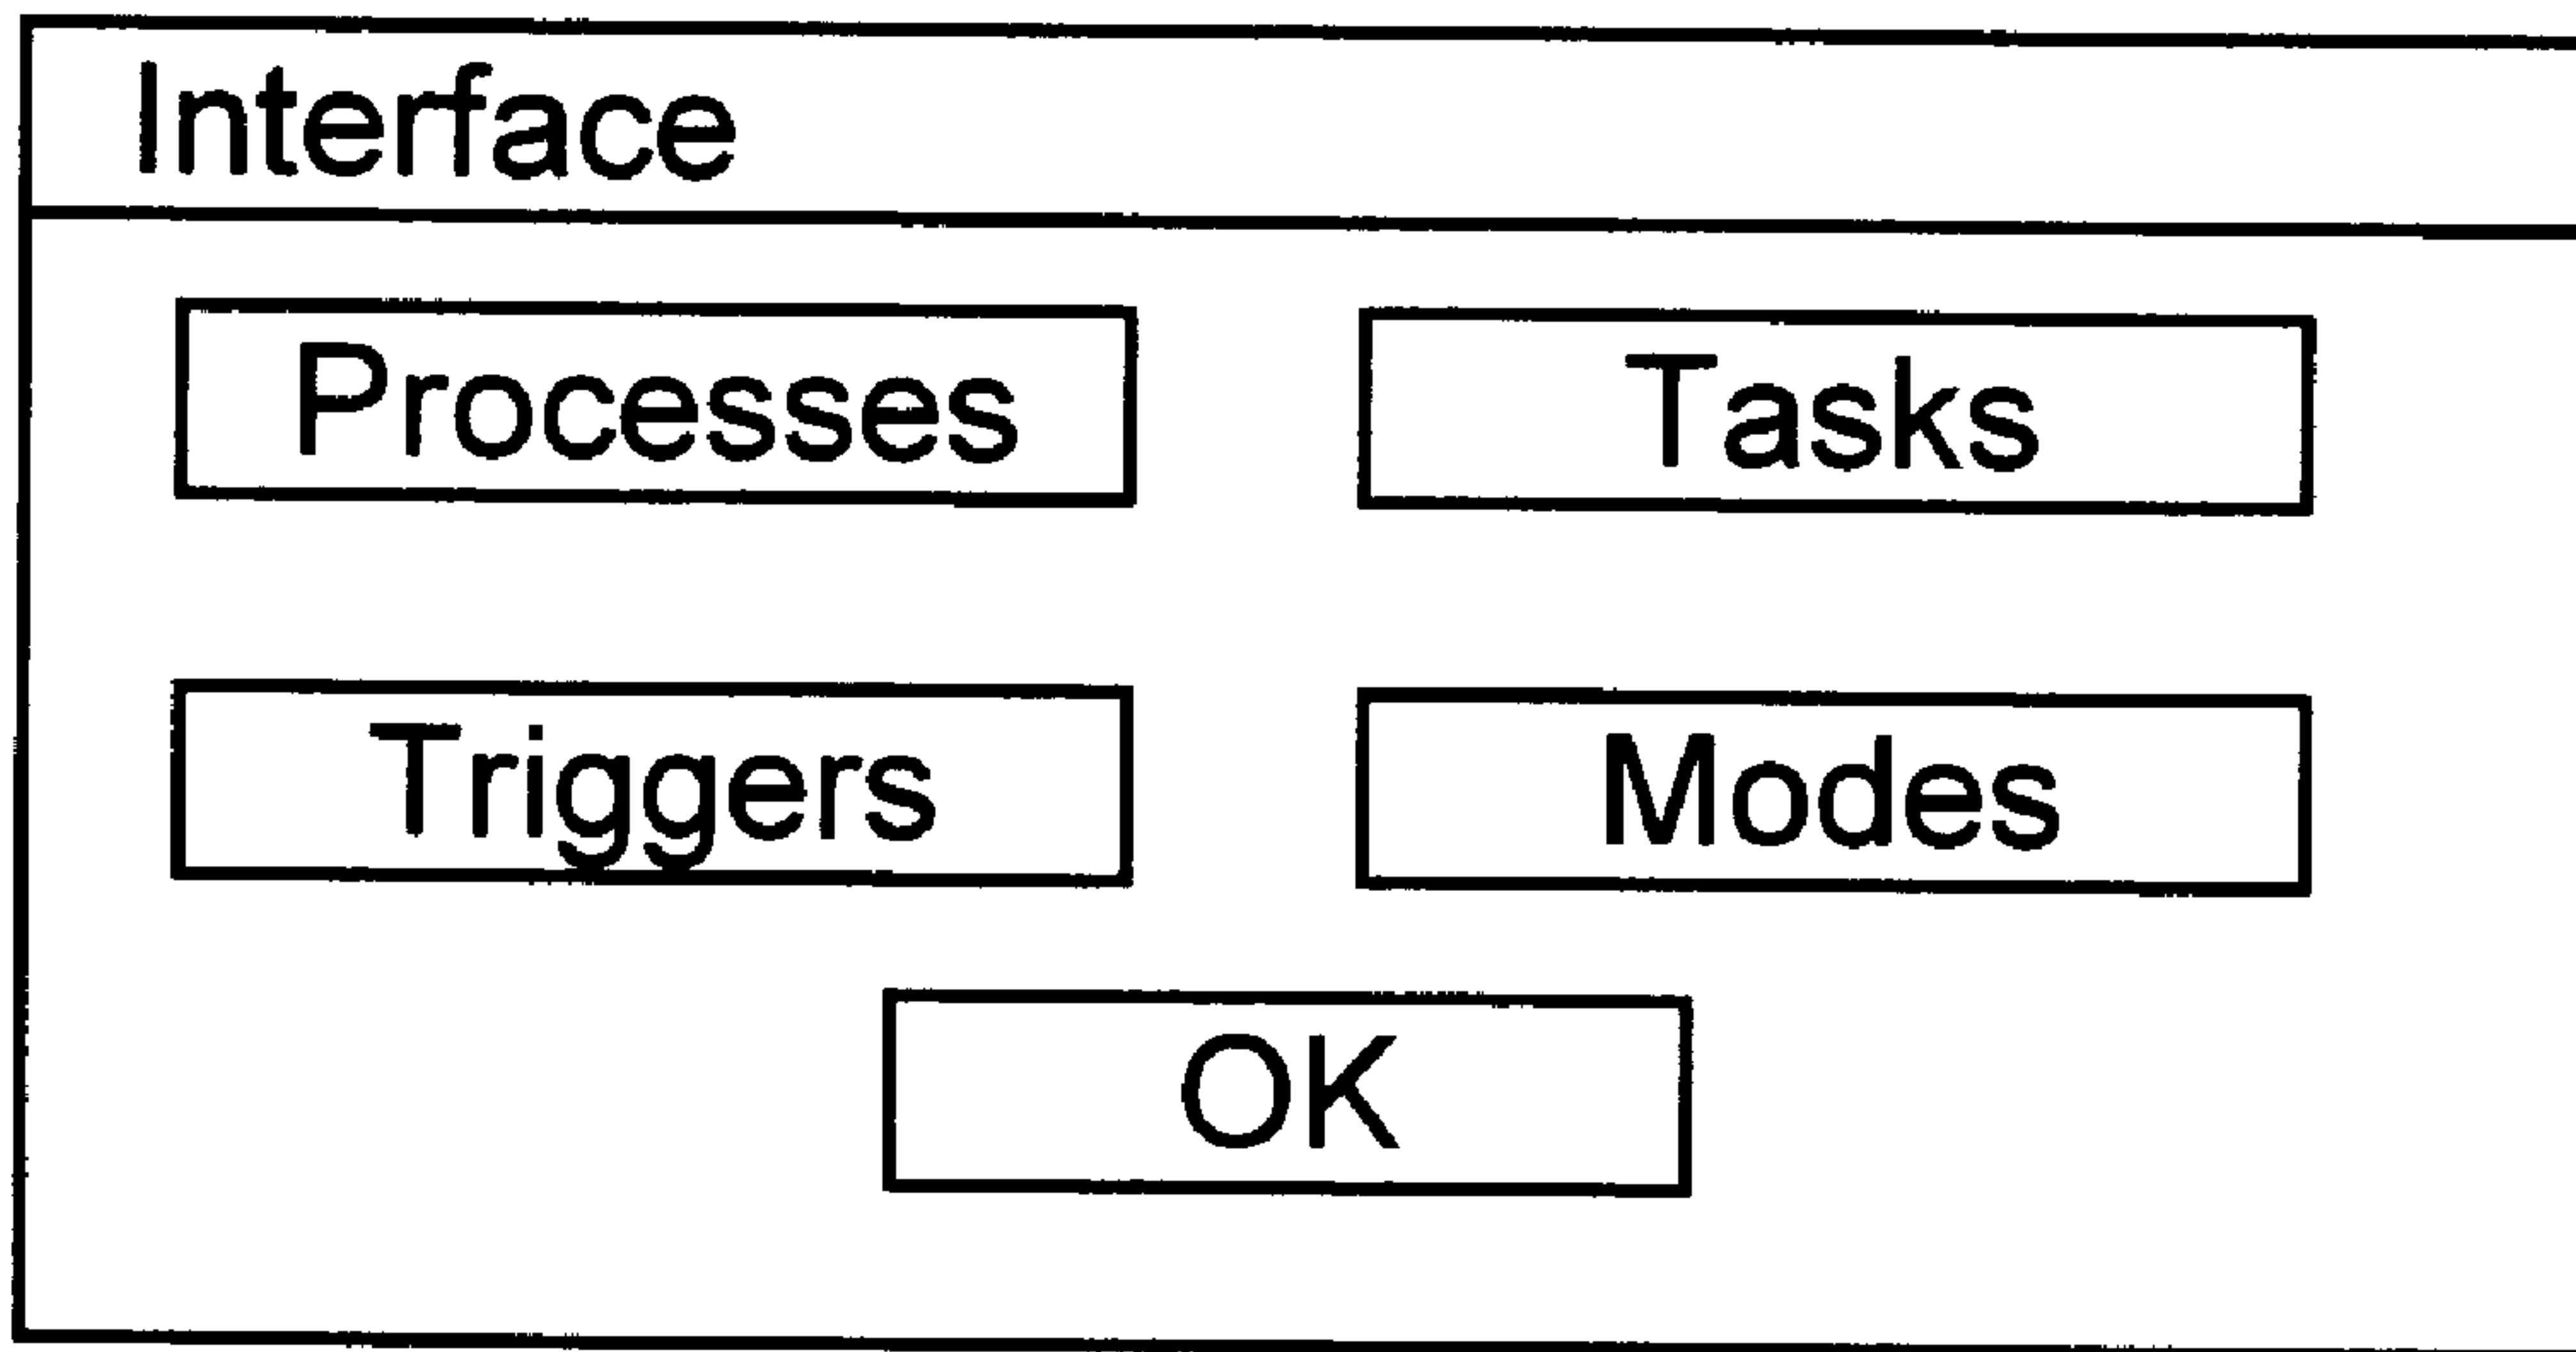 Interface
Processes
Tasks
Triggers
Modes
OK